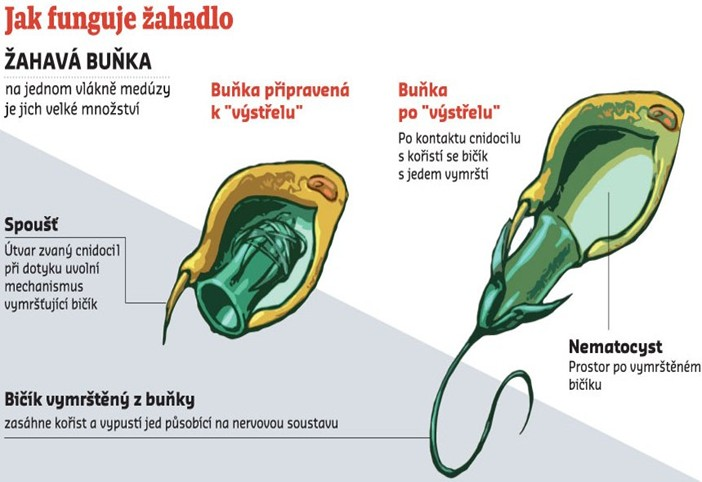 Jak funguje žahadlo
ŽAHAVÁ BUŇKA
na jednom vlákně medúzy
je jich velké množství
Buňka připravená
k "výstřelu"
Buňka
po "výstřelu"
Po kontaktu cnidocilu
s kořistí se bičík
s jedem vymrští
Spoušť
Útvar zvaný cnidocil
při dotyku uvolní
mechanismus
vymršťující bičík
Nematocyst
Prostor po vymrštěném
bičíku
Bičík vymrštěný z buňky
zasáhne kořist a vypustí jed působící na nervovou soustavu